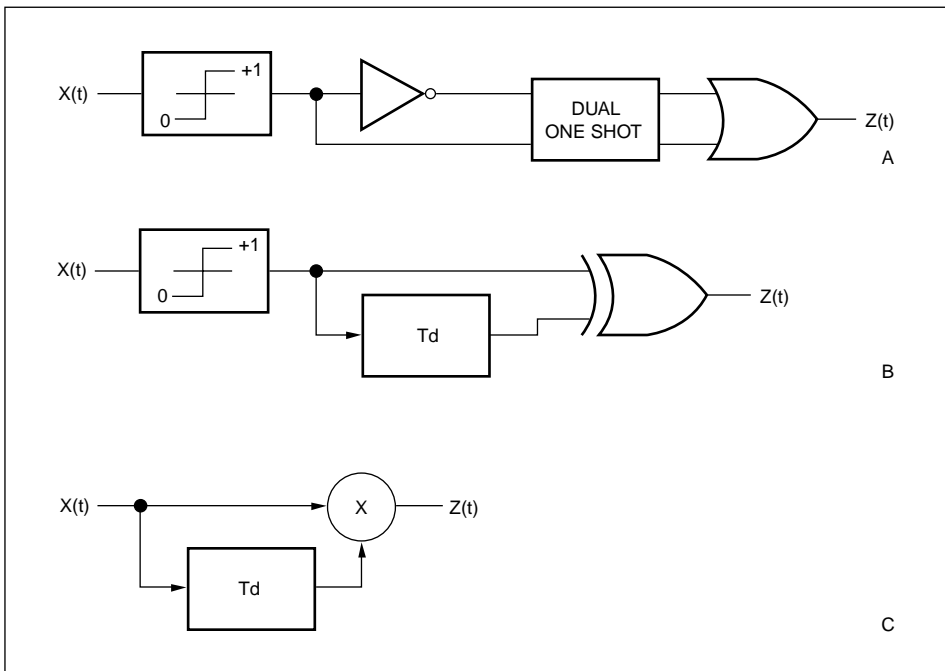 +1
X(t)
0
DUAL
ONE SHOT
Z(t)
A
+1
X(t)
0
Z(t)
Td
B
X(t)
X
Z(t)
Td
C